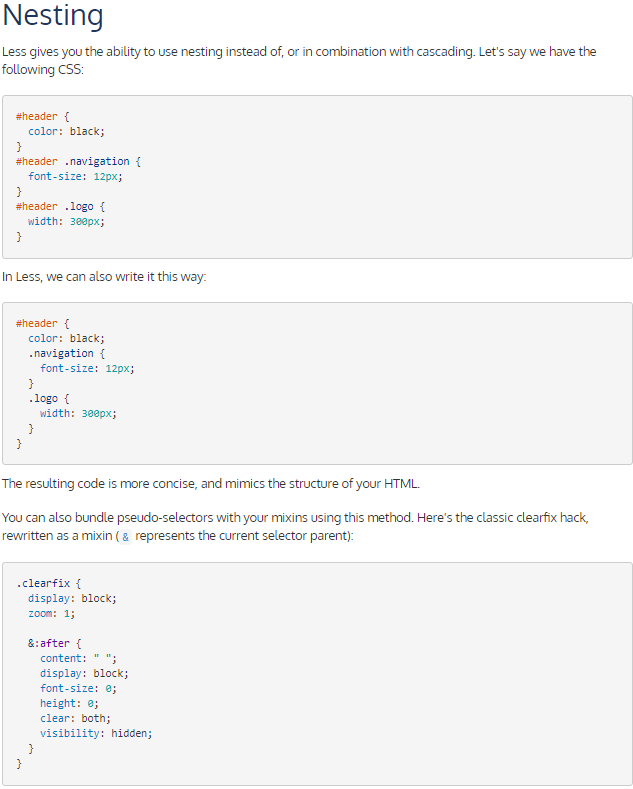 Nesting
Less gives you the ability to use nesting instead of, or in combination with cascading. Let's say we have the
following CSS:
#header {
  color: black;
}
#header .navigation {
  font-size: 12px;
}
#header .logo {
  width: 300px;
}
In Less, we can also write it this way:
#header {
  color: black;
  .navigation {
    font-size: 12px;
  }
  .logo {
    width: 300px;
  }
}
The resulting code is more concise, and mimics the structure of your HTML.
You can also bundle pseudo-selectors with your mixins using this method. Here's the classic clearfix hack,
rewritten as a mixin ( & represents the current selector parent):
.clearfix {
  display: block;
  zoom: 1;
  &:after {
    content: " ";
    display: block;
    font-size: 0;
    height: 0;
    clear: both;
    visibility: hidden;
  }
}